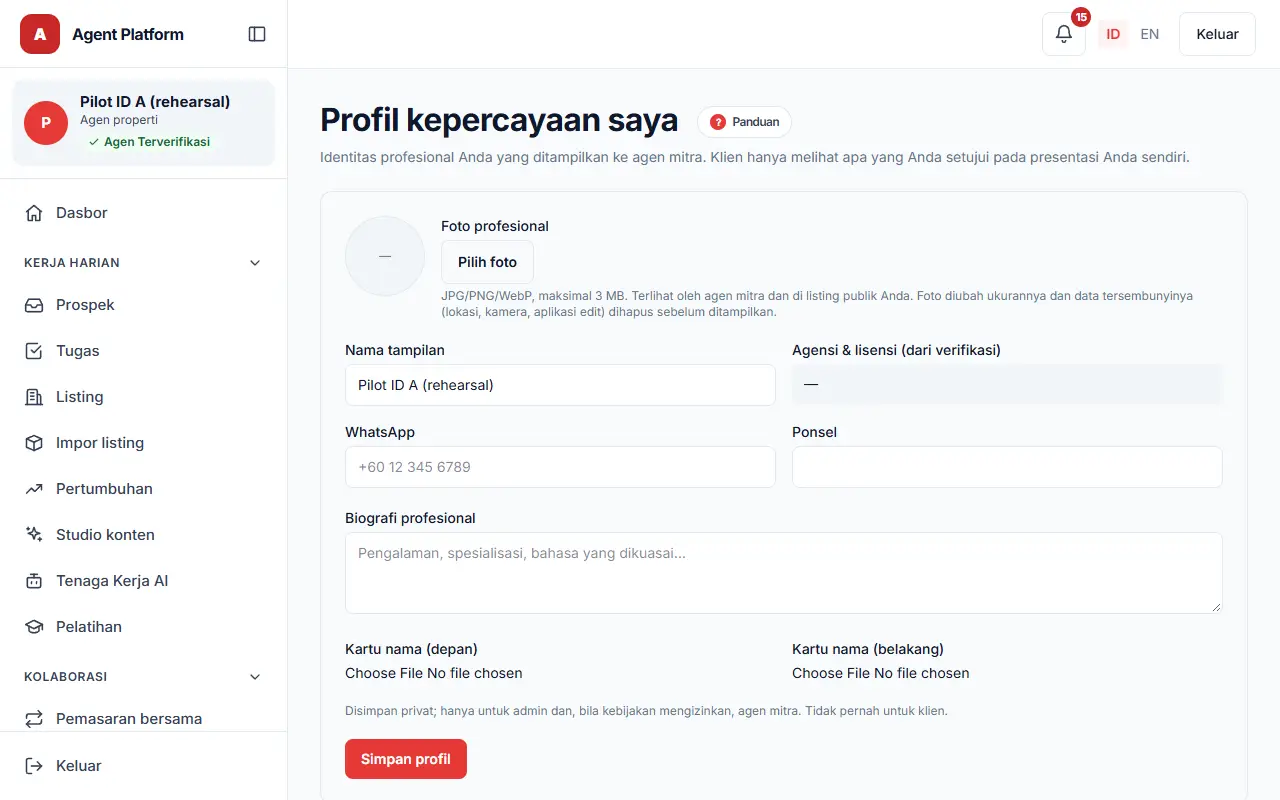 A
Agent Platform
15
ID
EN
Keluar
P
Pilot ID A (rehearsal)
Agen properti
Agen Terverifikasi
Dasbor
KERJA HARIAN
Prospek
Tugas
Listing
Impor listing
Pertumbuhan
Studio konten
Tenaga Kerja AI
Pelatihan
KOLABORASI
Pemasaran bersama
Keluar
Profil kepercayaan saya
? Panduan
Identitas profesional Anda yang ditampilkan ke agen mitra. Klien hanya melihat apa yang Anda setujui pada presentasi Anda sendiri.
—
Foto profesional
Pilih foto
JPG/PNG/WebP, maksimal 3 MB. Terlihat oleh agen mitra dan di listing publik Anda. Foto diubah ukurannya dan data tersembunyinya
(lokasi, kamera, aplikasi edit) dihapus sebelum ditampilkan.
Nama tampilan
Pilot ID A (rehearsal)
Agensi & lisensi (dari verifikasi)
—
WhatsApp
+60 12 345 6789
Ponsel
Biografi profesional
Pengalaman, spesialisasi, bahasa yang dikuasai...
Kartu nama (depan)
Choose File No file chosen
Kartu nama (belakang)
Choose File No file chosen
Disimpan privat; hanya untuk admin dan, bila kebijakan mengizinkan, agen mitra. Tidak pernah untuk klien.
Simpan profil